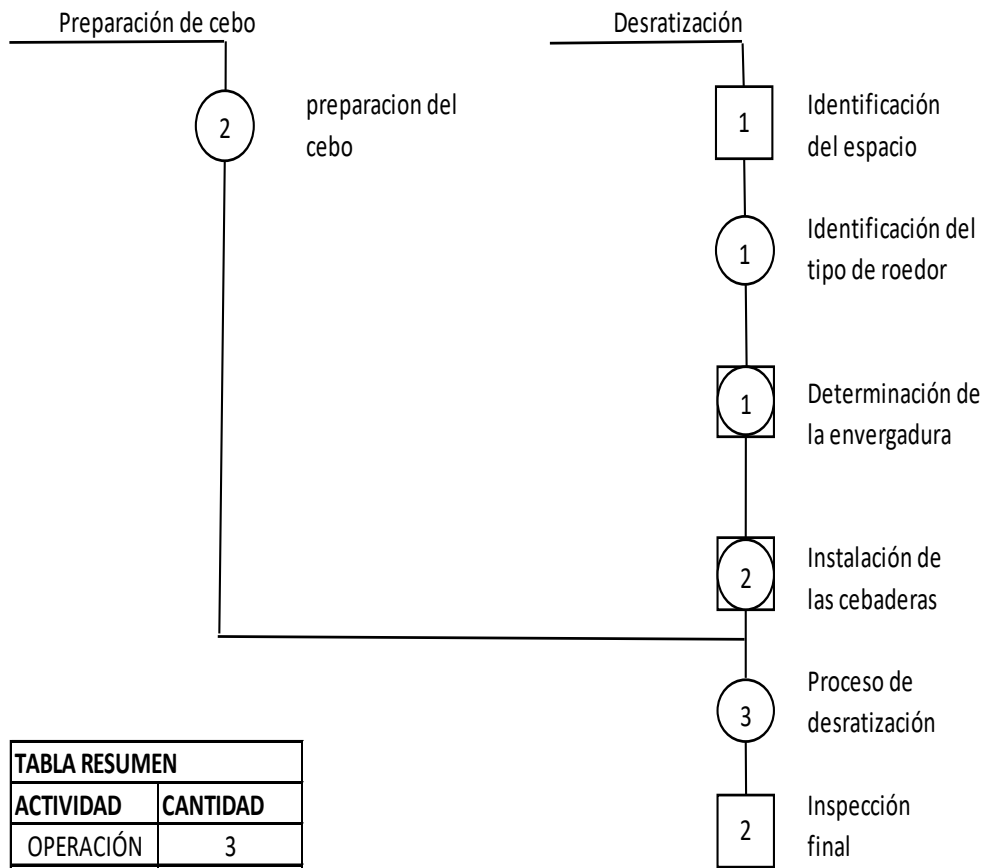 Preparación de cebo
2
preparacion del
cebo
Desratización
1
Identificación
del espacio
1
Identificación del
tipo de roedor
1
Determinación de
la envergadura
2
Instalación de
las cebaderas
3
Proceso de
desratización
2
Inspección
final
TABLA RESUMEN
ACTIVIDAD CANTIDAD
OPERACIÓN 3